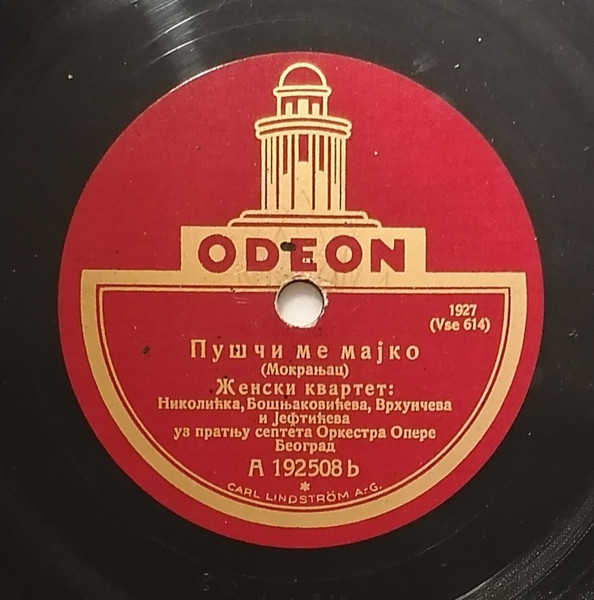 ODEON
1927
(Vse 614)
Пушчи ме мајко
(Мокрањац)
Женски квартет:
Николићка, Бошњаковићева, Врхунчева
и Јефтићева
уз пратњу септета Оркестра Опере
Београд
A 192508 b
*
CARL LINDSTRÖM A.-G.